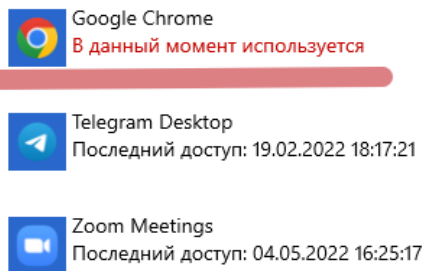 Google Chrome
В данный момент используется
Telegram Desktop
Последний доступ: 19.02.2022 18:17:21
Zoom Meetings
Последний доступ: 04.05.2022 16:25:17